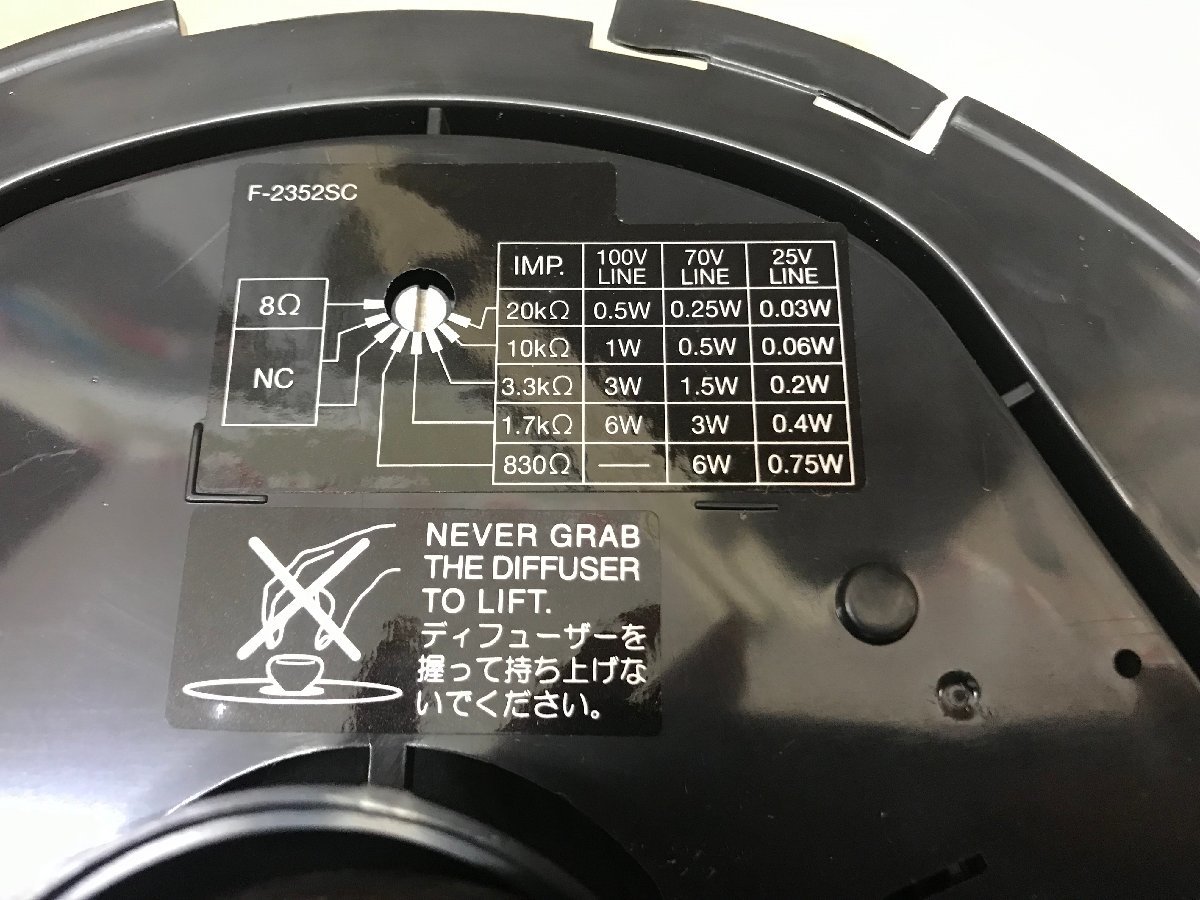 F-2352SC
8Ω
NC
IMP. 100V LINE 70V LINE 25V LINE
20kΩ 0.5W 0.25W 0.03W
10kΩ 1W 0.5W 0.06W
3.3kΩ 3W 1.5W 0.2W
1.7kΩ 6W 3W 0.4W
830Ω — 6W 0.75W
NEVER GRAB
THE DIFFUSER
TO LIFT.
ディフューザーを
握って持ち上げな
いでください。